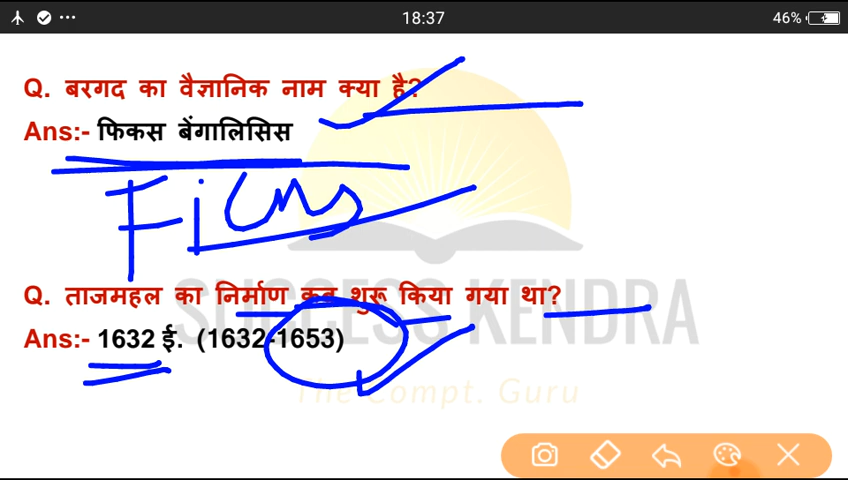 18:37
46%
Q. बरगद का वैज्ञानिक नाम क्या है?
Ans:- फिकस बेंगालिसिस
Ficus
Q. ताजमहल का निर्माण कब शुरू किया गया था?
Ans:- 1632 ई. (1632-1653)
SUCCESS KENDRA
The Compt. Guru